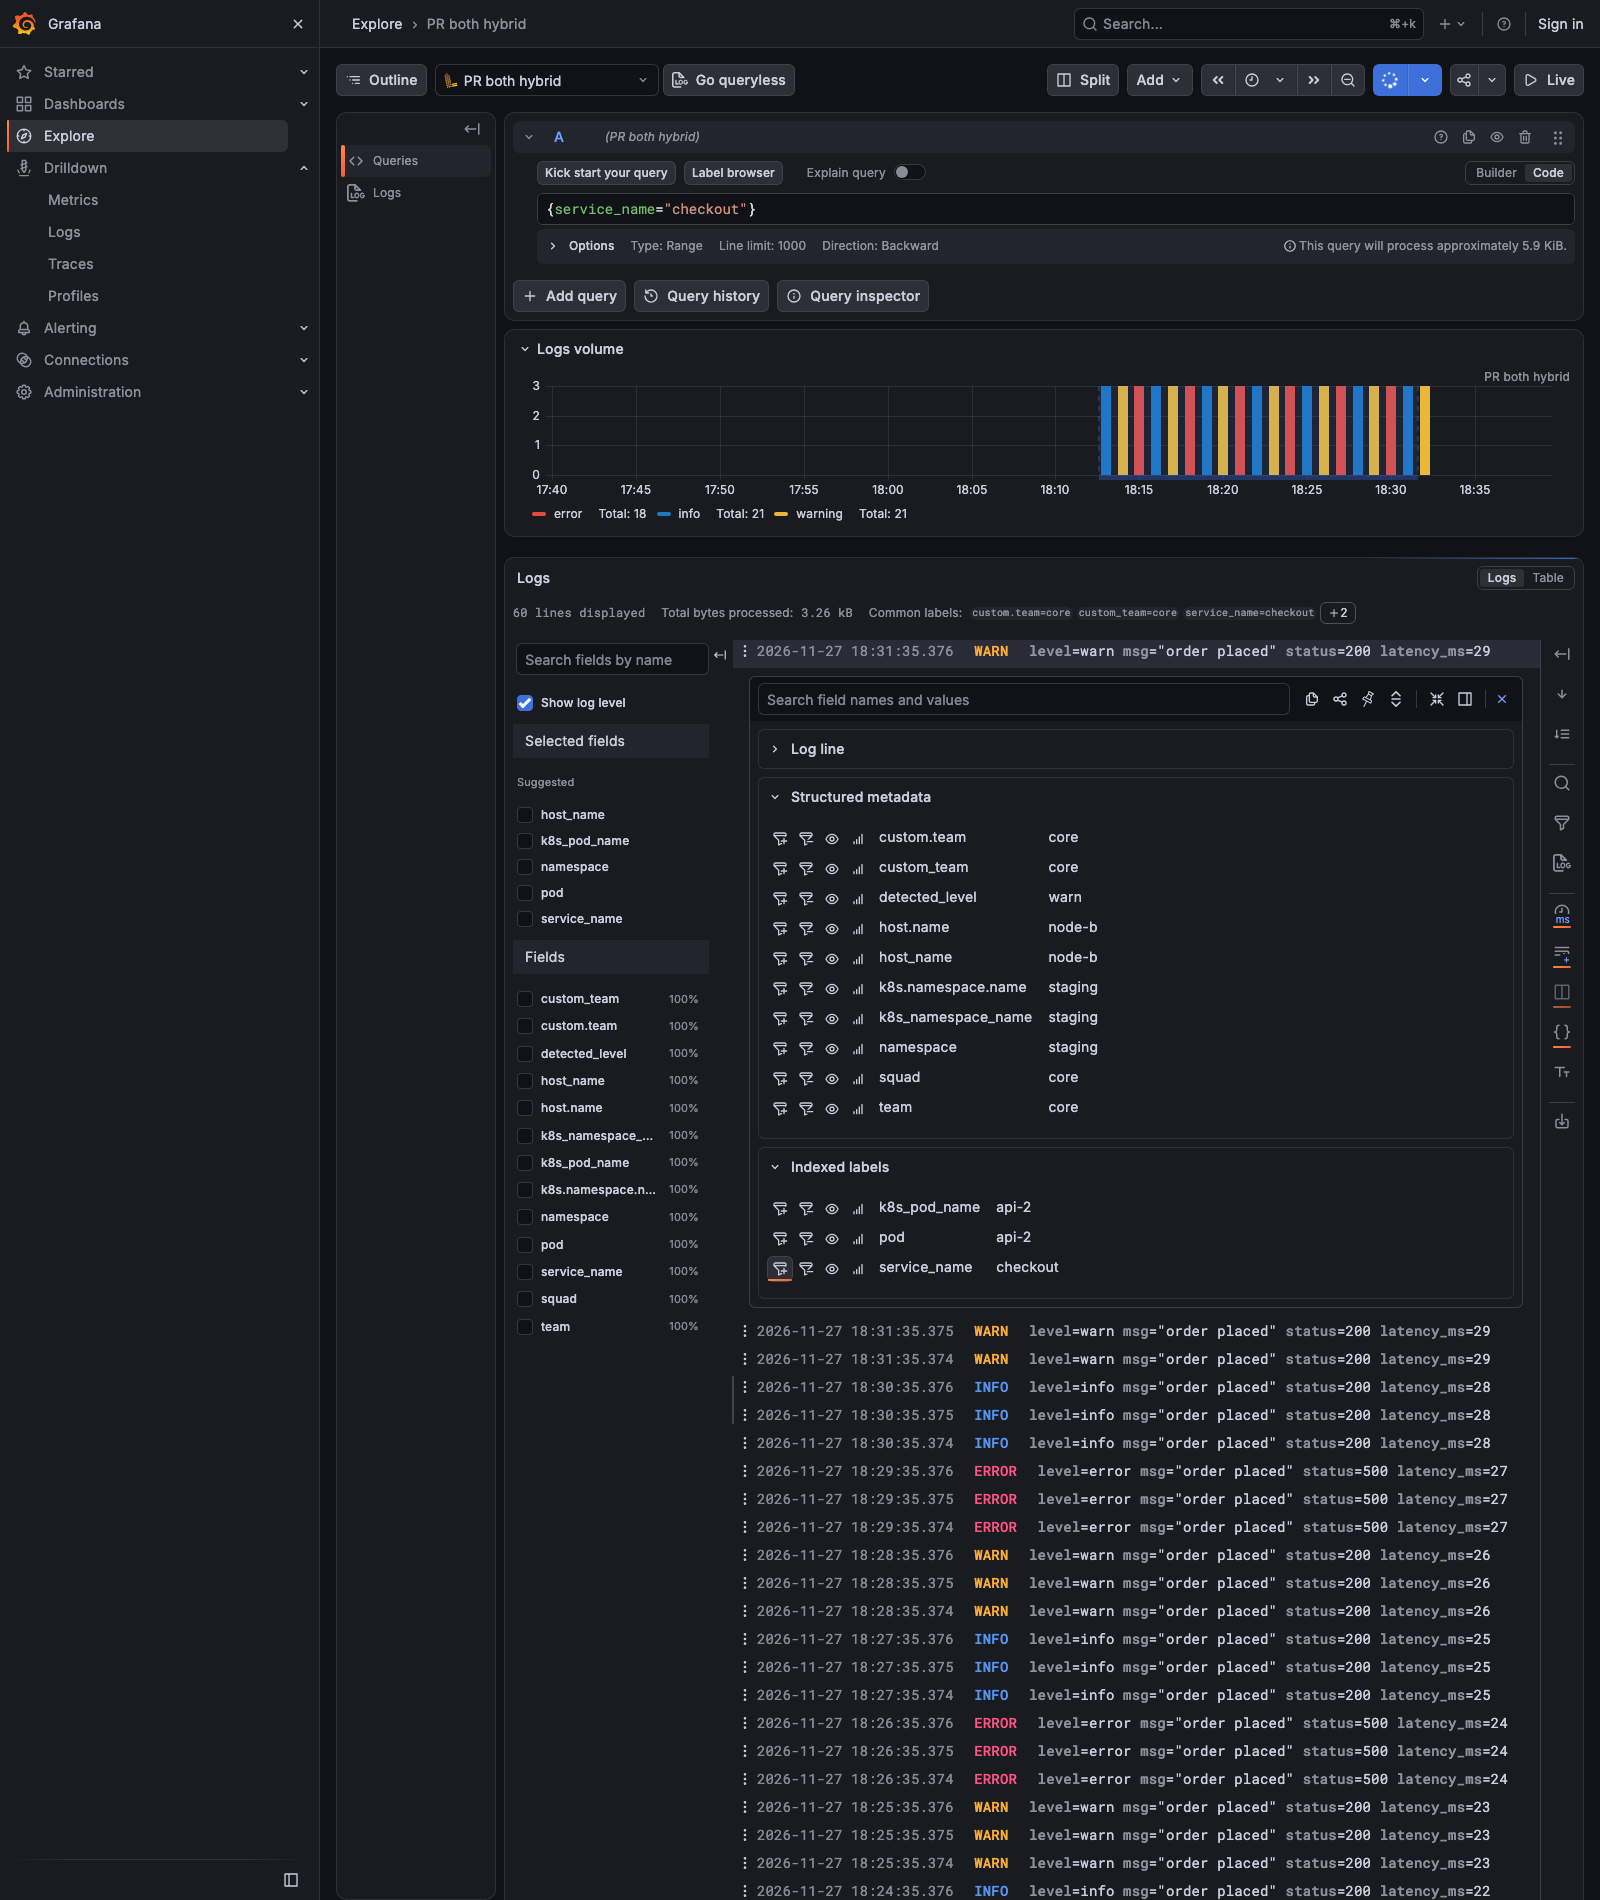 Grafana
Explore › PR both hybrid
Search...
⌘+k
Sign in
Starred
Dashboards
Explore
Drilldown
Metrics
Logs
Traces
Profiles
Alerting
Connections
Administration
Outline
PR both hybrid
Go queryless
Split
Add
Live
Queries
Logs
A (PR both hybrid)
Kick start your query
Label browser
Explain query
Builder
Code
{service_name="checkout"}
Options Type: Range Line limit: 1000 Direction: Backward
This query will process approximately 5.9 KiB.
+ Add query
Query history
Query inspector
Logs volume
PR both hybrid
3
2
1
0
17:40 17:45 17:50 17:55 18:00 18:05 18:10 18:15 18:20 18:25 18:30 18:35
error Total: 18 info Total: 21 warning Total: 21
Logs
Logs
Table
60 lines displayed Total bytes processed: 3.26 kB Common labels: custom.team=core custom_team=core service_name=checkout +2
Search fields by name
Show log level
Selected fields
Suggested
host_name
k8s_pod_name
namespace
pod
service_name
Fields
custom_team 100%
custom.team 100%
detected_level 100%
host_name 100%
host.name 100%
k8s_namespace_... 100%
k8s_pod_name 100%
k8s.namespace.n... 100%
namespace 100%
pod 100%
service_name 100%
squad 100%
team 100%
2026-11-27 18:31:35.376 WARN level=warn msg="order placed" status=200 latency_ms=29
Search field names and values
Log line
Structured metadata
custom.team core
custom_team core
detected_level warn
host.name node-b
host_name node-b
k8s.namespace.name staging
k8s_namespace_name staging
namespace staging
squad core
team core
Indexed labels
k8s_pod_name api-2
pod api-2
service_name checkout
LOG
ms
Tт
2026-11-27 18:31:35.375 WARN level=warn msg="order placed" status=200 latency_ms=29
2026-11-27 18:31:35.374 WARN level=warn msg="order placed" status=200 latency_ms=29
2026-11-27 18:30:35.376 INFO level=info msg="order placed" status=200 latency_ms=28
2026-11-27 18:30:35.375 INFO level=info msg="order placed" status=200 latency_ms=28
2026-11-27 18:30:35.374 INFO level=info msg="order placed" status=200 latency_ms=28
2026-11-27 18:29:35.376 ERROR level=error msg="order placed" status=500 latency_ms=27
2026-11-27 18:29:35.375 ERROR level=error msg="order placed" status=500 latency_ms=27
2026-11-27 18:29:35.374 ERROR level=error msg="order placed" status=500 latency_ms=27
2026-11-27 18:28:35.376 WARN level=warn msg="order placed" status=200 latency_ms=26
2026-11-27 18:28:35.375 WARN level=warn msg="order placed" status=200 latency_ms=26
2026-11-27 18:28:35.374 WARN level=warn msg="order placed" status=200 latency_ms=26
2026-11-27 18:27:35.376 INFO level=info msg="order placed" status=200 latency_ms=25
2026-11-27 18:27:35.375 INFO level=info msg="order placed" status=200 latency_ms=25
2026-11-27 18:27:35.374 INFO level=info msg="order placed" status=200 latency_ms=25
2026-11-27 18:26:35.376 ERROR level=error msg="order placed" status=500 latency_ms=24
2026-11-27 18:26:35.375 ERROR level=error msg="order placed" status=500 latency_ms=24
2026-11-27 18:26:35.374 ERROR level=error msg="order placed" status=500 latency_ms=24
2026-11-27 18:25:35.376 WARN level=warn msg="order placed" status=200 latency_ms=23
2026-11-27 18:25:35.375 WARN level=warn msg="order placed" status=200 latency_ms=23
2026-11-27 18:25:35.374 WARN level=warn msg="order placed" status=200 latency_ms=23
2026-11-27 18:24:35.376 INFO level=info msg="order placed" status=200 latency_ms=22